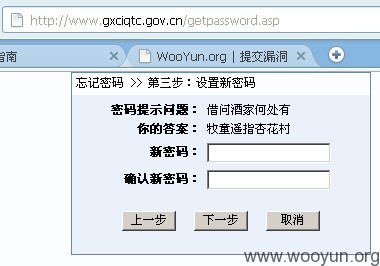 http://www.gxciqtc.gov.cn/getpassword.asp
指南
WooYun.org | 提交漏洞
忘记密码 >> 第三步：设置新密码
密码提示问题： 借问酒家何处有
你的答案： 牧童遥指杏花村
新密码：
确认新密码：
上一步 下一步 取消
www.wooyun.org